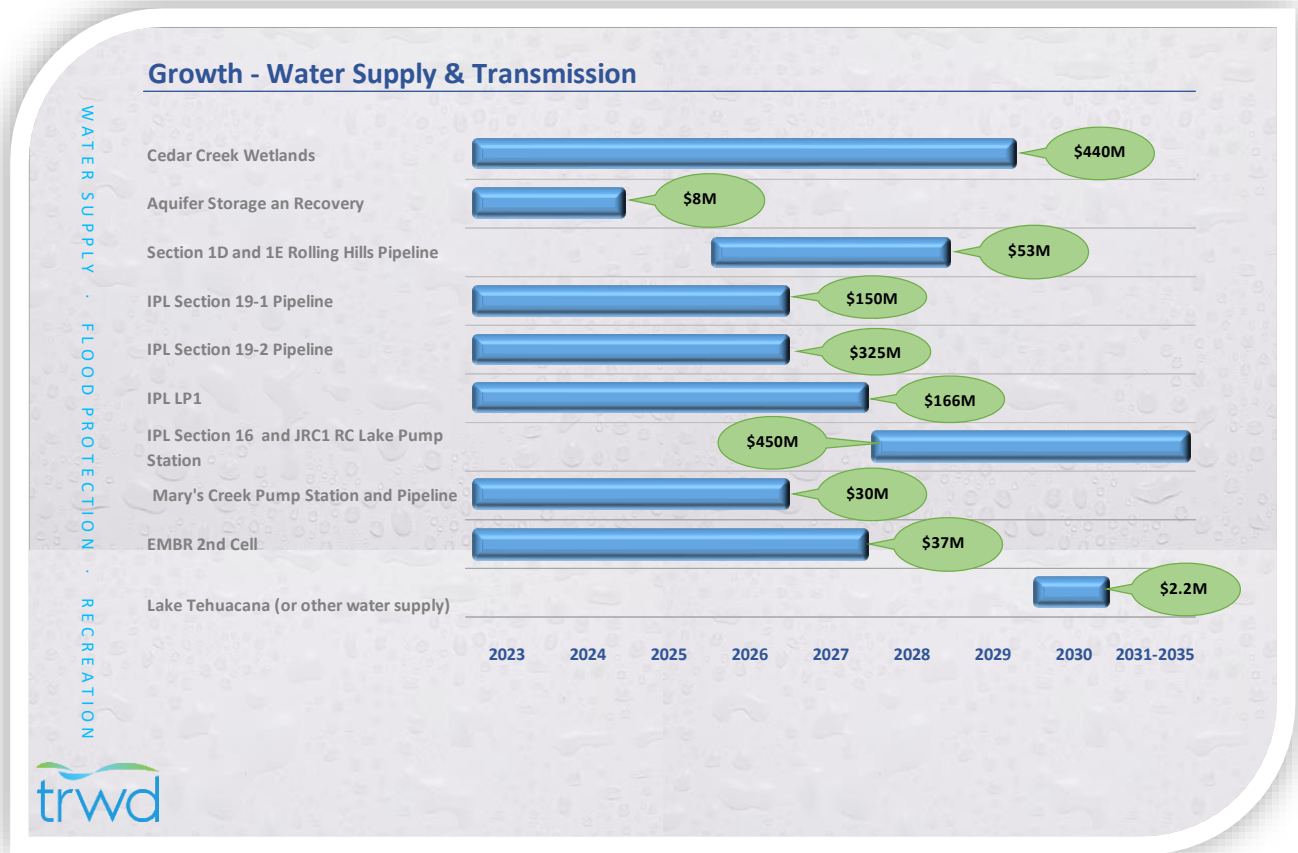 Growth - Water Supply & Transmission
WATER SUPPLY · FLOOD PROTECTION · RECREATION
Cedar Creek Wetlands
$440M
Aquifer Storage an Recovery
$8M
Section 1D and 1E Rolling Hills Pipeline
$53M
IPL Section 19-1 Pipeline
$150M
IPL Section 19-2 Pipeline
$325M
IPL LP1
$166M
IPL Section 16 and JRC1 RC Lake Pump
Station
$450M
Mary's Creek Pump Station and Pipeline
$30M
EMBR 2nd Cell
$37M
Lake Tehuacana (or other water supply)
$2.2M
2023 2024 2025 2026 2027 2028 2029 2030 2031-2035
trwd